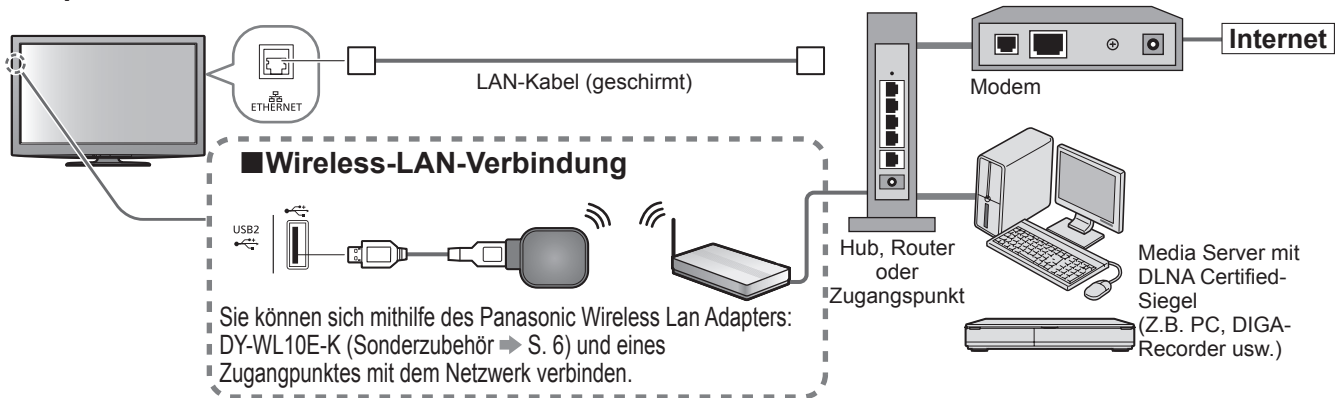 ETHERNET
LAN-Kabel (geschirmt)
Modem
Internet
■Wireless-LAN-Verbindung
USB2
Sie können sich mithilfe des Panasonic Wireless Lan Adapters:
DY-WL10E-K (Sonderzubehör ➡ S. 6) und eines
Zugangpunktes mit dem Netzwerk verbinden.
Hub, Router
oder
Zugangspunkt
Media Server mit
DLNA Certified-
Siegel
(Z.B. PC, DIGA-
Recorder usw.)